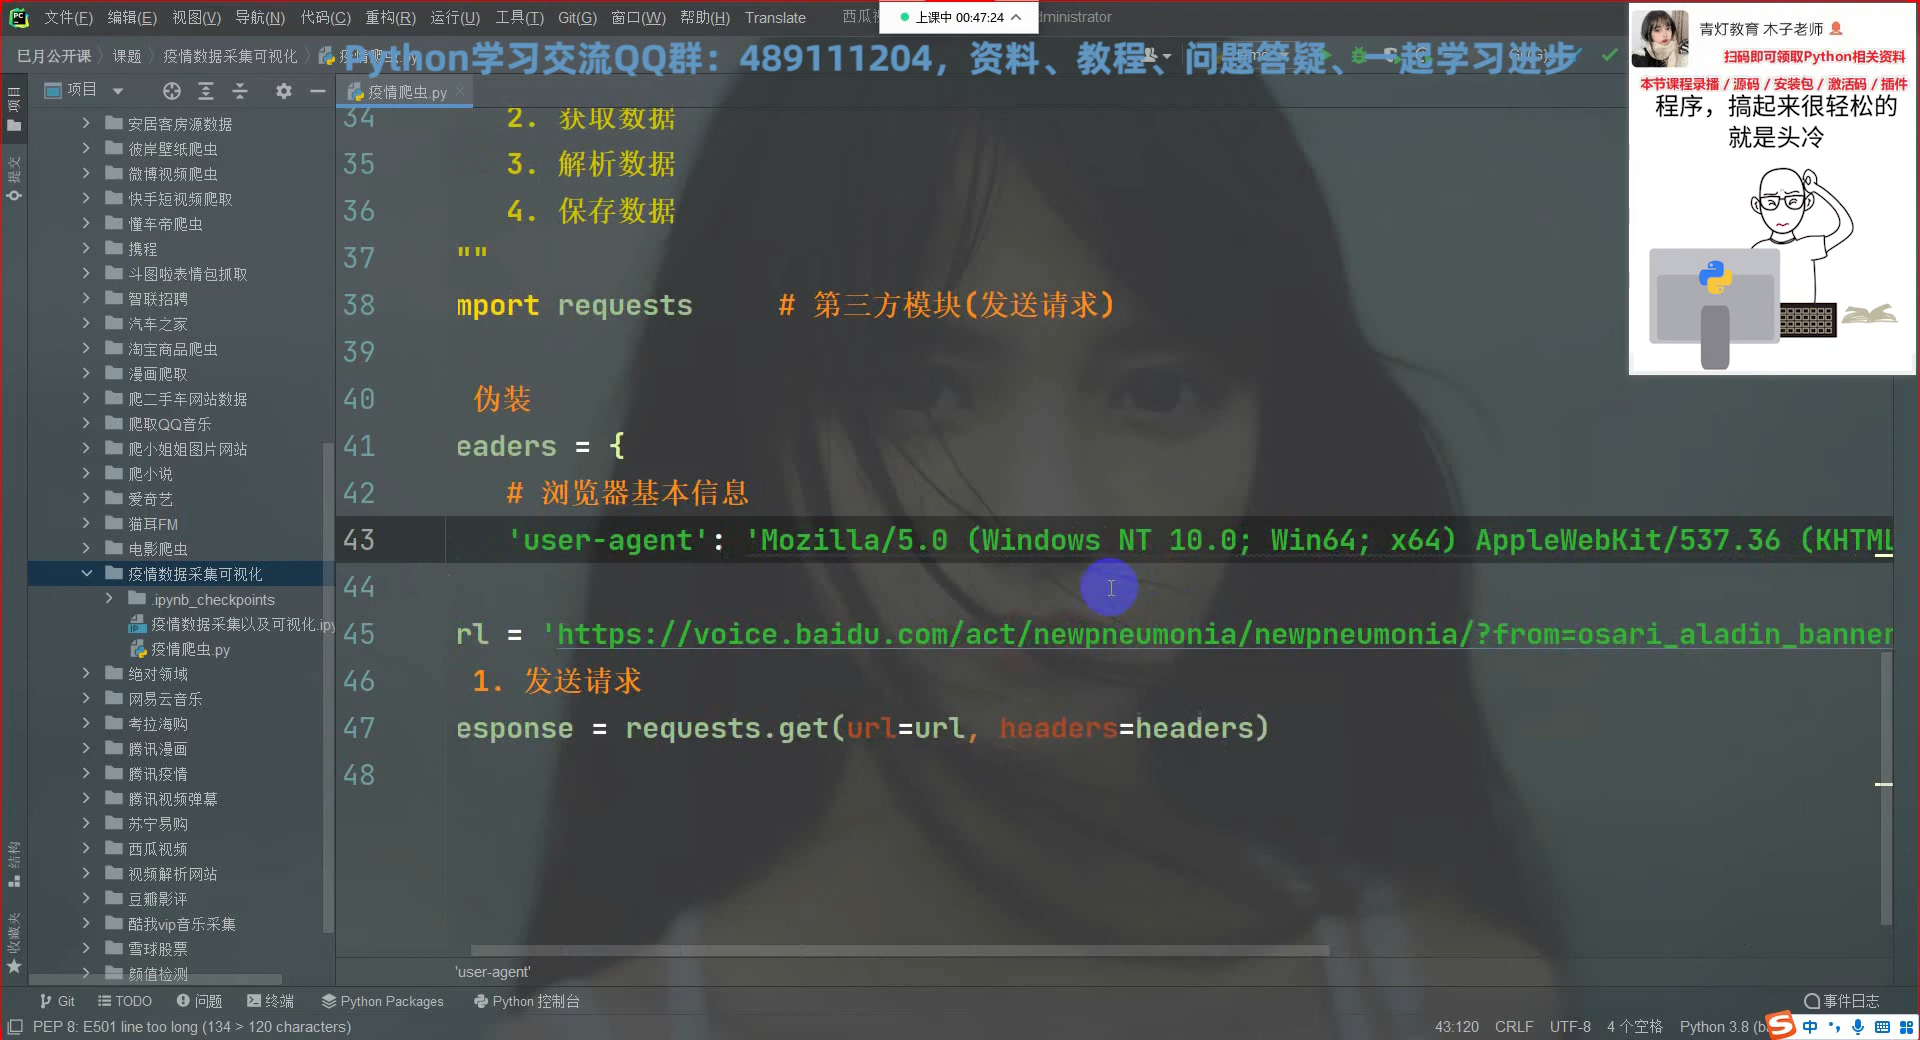 文件(F) 编辑(E) 视图(V) 导航(N) 代码(C) 重构(R) 运行(U) 工具(T) Git(G) 窗口(W) 帮助(H) Translate
上课中 00:47:24
dministrator
巳月公开课 课题 疫情数据采集可视化
Python学习交流QQ群：489111204，资料、教程、问题答疑、一起学习进步
青灯教育 木子老师
扫码即可领取Python相关资料
本节课程录播 / 源码 / 安装包 / 激活码 / 插件
程序，搞起来很轻松的
就是头冷
项目
疫情爬虫.py
项目
提交
结构
收藏夹
安居客房源数据
彼岸壁纸爬虫
微博视频爬虫
快手短视频爬取
懂车帝爬虫
携程
斗图啦表情包抓取
智联招聘
汽车之家
淘宝商品爬虫
漫画爬取
爬二手车网站数据
爬取QQ音乐
爬小姐姐图片网站
爬小说
爱奇艺
猫耳FM
电影爬虫
疫情数据采集可视化
.ipynb_checkpoints
疫情数据采集以及可视化.ipy
疫情爬虫.py
绝对领域
网易云音乐
考拉海购
腾讯漫画
腾讯疫情
腾讯视频弹幕
苏宁易购
西瓜视频
视频解析网站
豆瓣影评
酷我vip音乐采集
雪球股票
颜值检测
34 2. 获取数据
35 3. 解析数据
36 4. 保存数据
37 ""
38 mport requests # 第三方模块(发送请求)
39
40 伪装
41 eaders = {
42 # 浏览器基本信息
43 'user-agent': 'Mozilla/5.0 (Windows NT 10.0; Win64; x64) AppleWebKit/537.36 (KHTML
44
45 rl = 'https://voice.baidu.com/act/newpneumonia/newpneumonia/?from=osari_aladin_banner
46 1. 发送请求
47 esponse = requests.get(url=url, headers=headers)
48
'user-agent'
Git TODO 问题 终端 Python Packages Python 控制台 事件日志
PEP 8: E501 line too long (134 > 120 characters) 43:120 CRLF UTF-8 4 个空格 Python 3.8 (ba
中